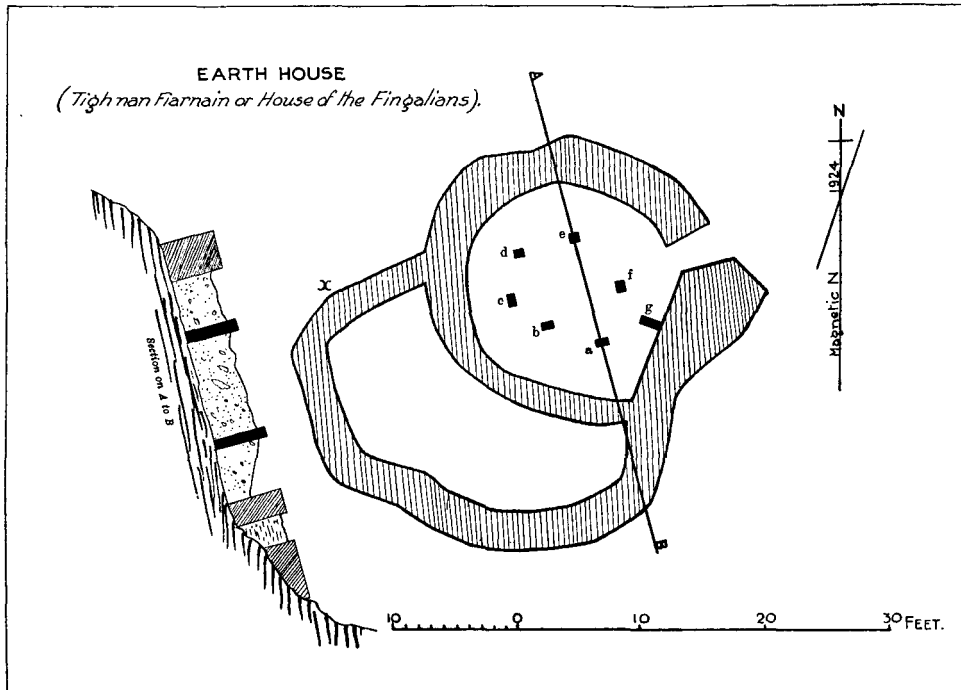 EARTH HOUSE
(Tigh nan Fiarnain or House of the Fingalians).
A
N
1924
Magnetic N
e
d
x
f
c
g
b
a
Section on A to B
B
10 0 10 20 30 FEET.